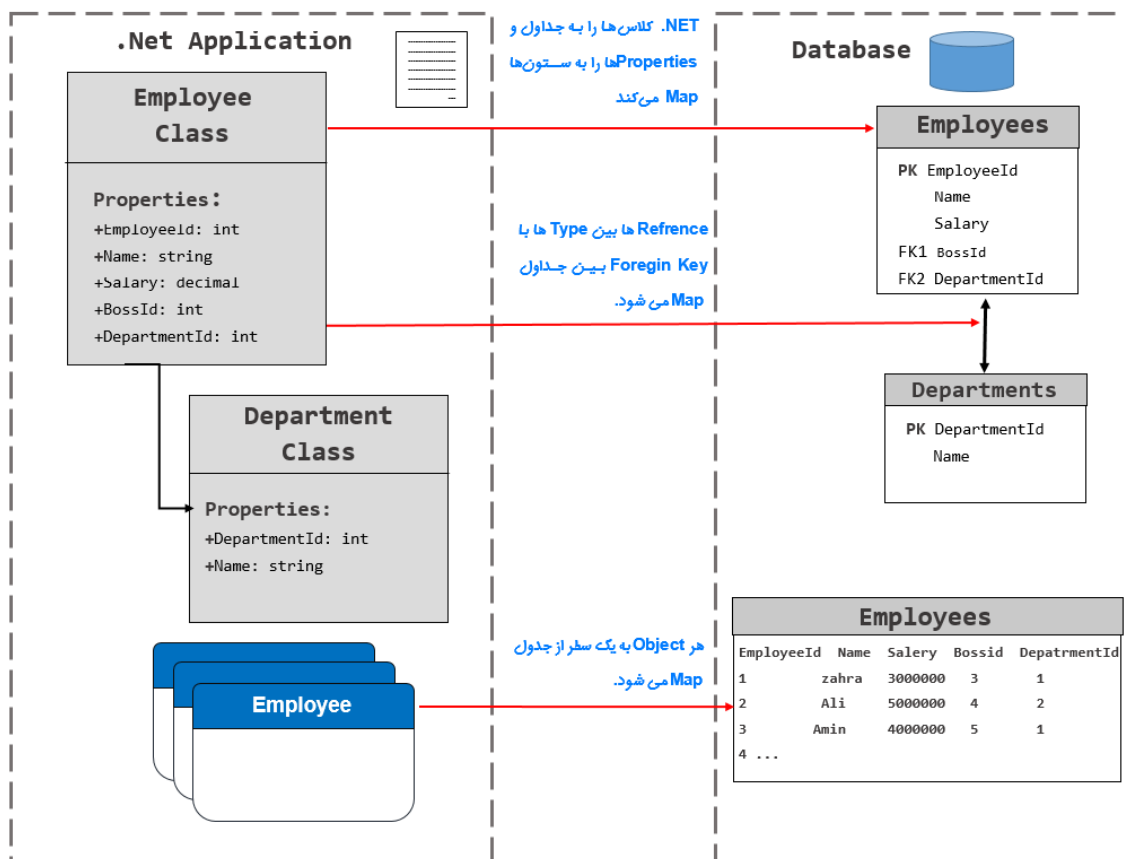 .Net Application
Employee
Class
Properties:
+EmployeeId: int
+Name: string
+Salary: decimal
+BossId: int
+DepartmentId: int
Department
Class
Properties:
+DepartmentId: int
+Name: string
Employee
.NET کلاس‌ها را به جداول و
Propertiesها را به ستون‌ها
Map می‌کند
Refrence ها بین Type ها با
Foregin Key بین جداول
Map می شود.
هر Object به یک سطر از جدول
Map می شود.
Database
Employees
PK EmployeeId
Name
Salary
FK1 BossId
FK2 DepartmentId
Departments
PK DepartmentId
Name
Employees
EmployeeId Name Salery Bossid DepatrmentId
1 zahra 3000000 3 1
2 Ali 5000000 4 2
3 Amin 4000000 5 1
4 ...